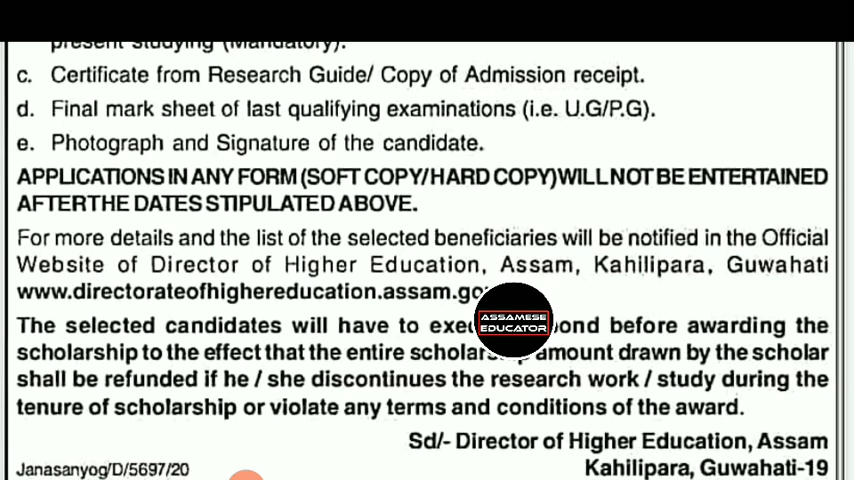 present studying (Mandatory).
c. Certificate from Research Guide/ Copy of Admission receipt.
d. Final mark sheet of last qualifying examinations (i.e. U.G/P.G).
e. Photograph and Signature of the candidate.
APPLICATIONS IN ANY FORM (SOFT COPY/HARD COPY) WILL NOT BE ENTERTAINED
AFTER THE DATES STIPULATED ABOVE.
For more details and the list of the selected beneficiaries will be notified in the Official
Website of Director of Higher Education, Assam, Kahilipara, Guwahati
www.directorateofhighereducation.assam.go
ASSAMESE
EDUCATOR
The selected candidates will have to before awarding the
scholarship to the effect that the entire amount drawn by the scholar
shall be refunded if he / she discontinues the research work / study during the
tenure of scholarship or violate any terms and conditions of the award.
Sd/- Director of Higher Education, Assam
Janasanyog/D/5697/20 Kahilipara, Guwahati-19